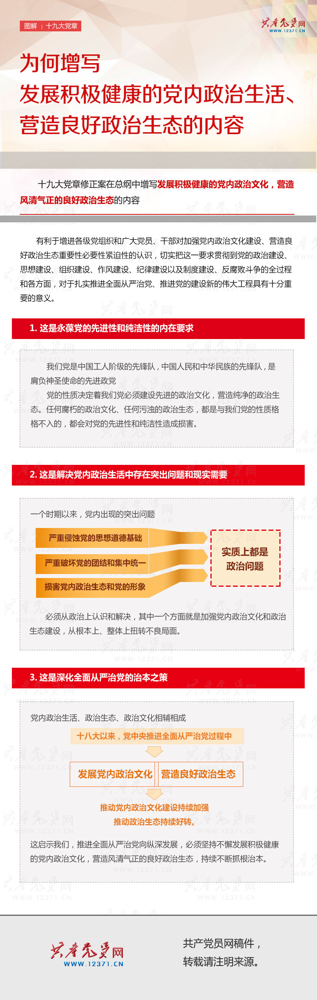 图解 | 十九大党章
共产党员网
WWW.12371.CN
为何增写
发展积极健康的党内政治生活、
营造良好政治生态的内容
十九大党章修正案在总纲中增写发展积极健康的党内政治文化，营造
风清气正的良好政治生态的内容
有利于增进各级党组织和广大党员、干部对加强党内政治文化建设、营造良
好政治生态重要性必要性紧迫性的认识，切实把这一要求贯彻到党的政治建设、
思想建设、组织建设、作风建设、纪律建设以及制度建设、反腐败斗争的全过程
和各方面，对于扎实推进全面从严治党、推进党的建设新的伟大工程具有十分重
要的意义。
1. 这是永葆党的先进性和纯洁性的内在要求
我们党是中国工人阶级的先锋队，中国人民和中华民族的先锋队，是
肩负神圣使命的先进政党
党的性质决定着我们党必须建设先进的政治文化，营造纯净的政治生
态。任何腐朽的政治文化、任何污浊的政治生态，都是与我们党的性质格
格不入的，都会对党的先进性和纯洁性造成损害。
2. 这是解决党内政治生活中存在突出问题和现实需要
一个时期以来，党内出现的突出问题
严重侵蚀党的思想道德基础
严重破坏党的团结和集中统一
损害党内政治生态和党的形象
实质上都是
政治问题
必须从政治上认识和解决，其中一个方面就是加强党内政治文化和政治
生态建设，从根本上、整体上扭转不良局面。
3. 这是深化全面从严治党的治本之策
党内政治生活、政治生态、政治文化相辅相成
十八大以来，党中央推进全面从严治党过程中
发展党内政治文化
营造良好政治生态
推动党内政治文化建设持续加强
推动政治生态持续好转。
这启示我们，推进全面从严治党向纵深发展，必须坚持不懈发展积极健康
的党内政治文化，营造风清气正的良好政治生态，持续不断抓根治本。
共产党员网
WWW.12371.CN
共产党员网稿件，
转载请注明来源。